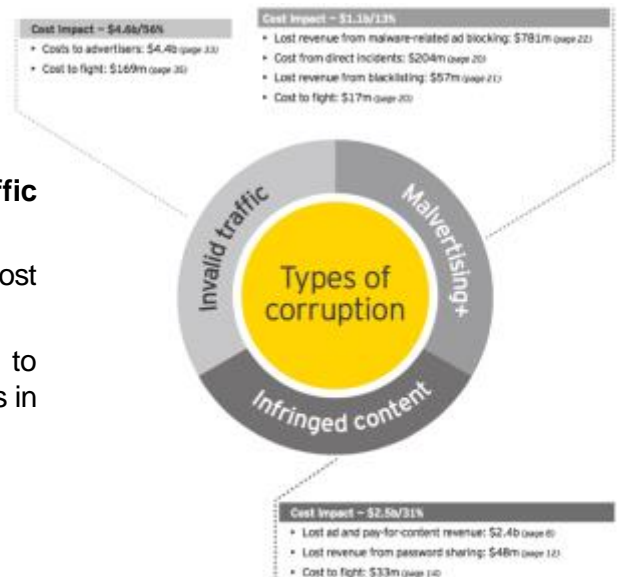 Cost Impact – $4.6b/56%
• Costs to advertisers: $4.4b (page 33)
• Cost to fight: $169m (page 35)
Cost Impact – $1.1b/13%
• Lost revenue from malware-related ad blocking: $781m (page 22)
• Cost from direct incidents: $204m (page 20)
• Lost revenue from blacklisting: $57m (page 21)
• Cost to fight: $17m (page 20)
ffic
ost
to
s in
Invalid traffic
Malvertising+
Types of
corruption
Infringed content
Cost Impact – $2.5b/31%
• Lost ad and pay-for-content revenue: $2.4b (page 8)
• Lost revenue from password sharing: $48m (page 12)
• Cost to fight: $33m (page 14)